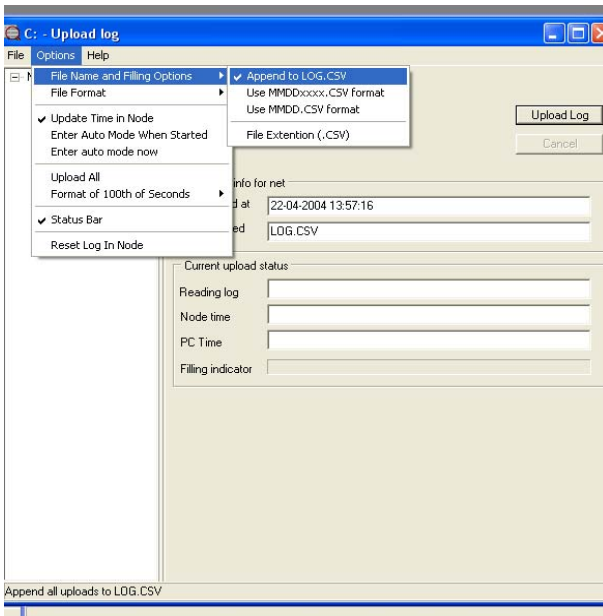 C: - Upload log
File Options Help
File Name and Filling Options
File Format
Update Time in Node
Enter Auto Mode When Started
Enter auto mode now
Upload All
Format of 100th of Seconds
Status Bar
Reset Log In Node
Append to LOG.CSV
Use MMDDxxxx.CSV format
Use MMDD.CSV format
File Extention (.CSV)
Upload Log
Cancel
info for net
at 22-04-2004 13:57:16
LOG.CSV
Current upload status
Reading log
Node time
PC Time
Filling indicator
Append all uploads to LOG.CSV